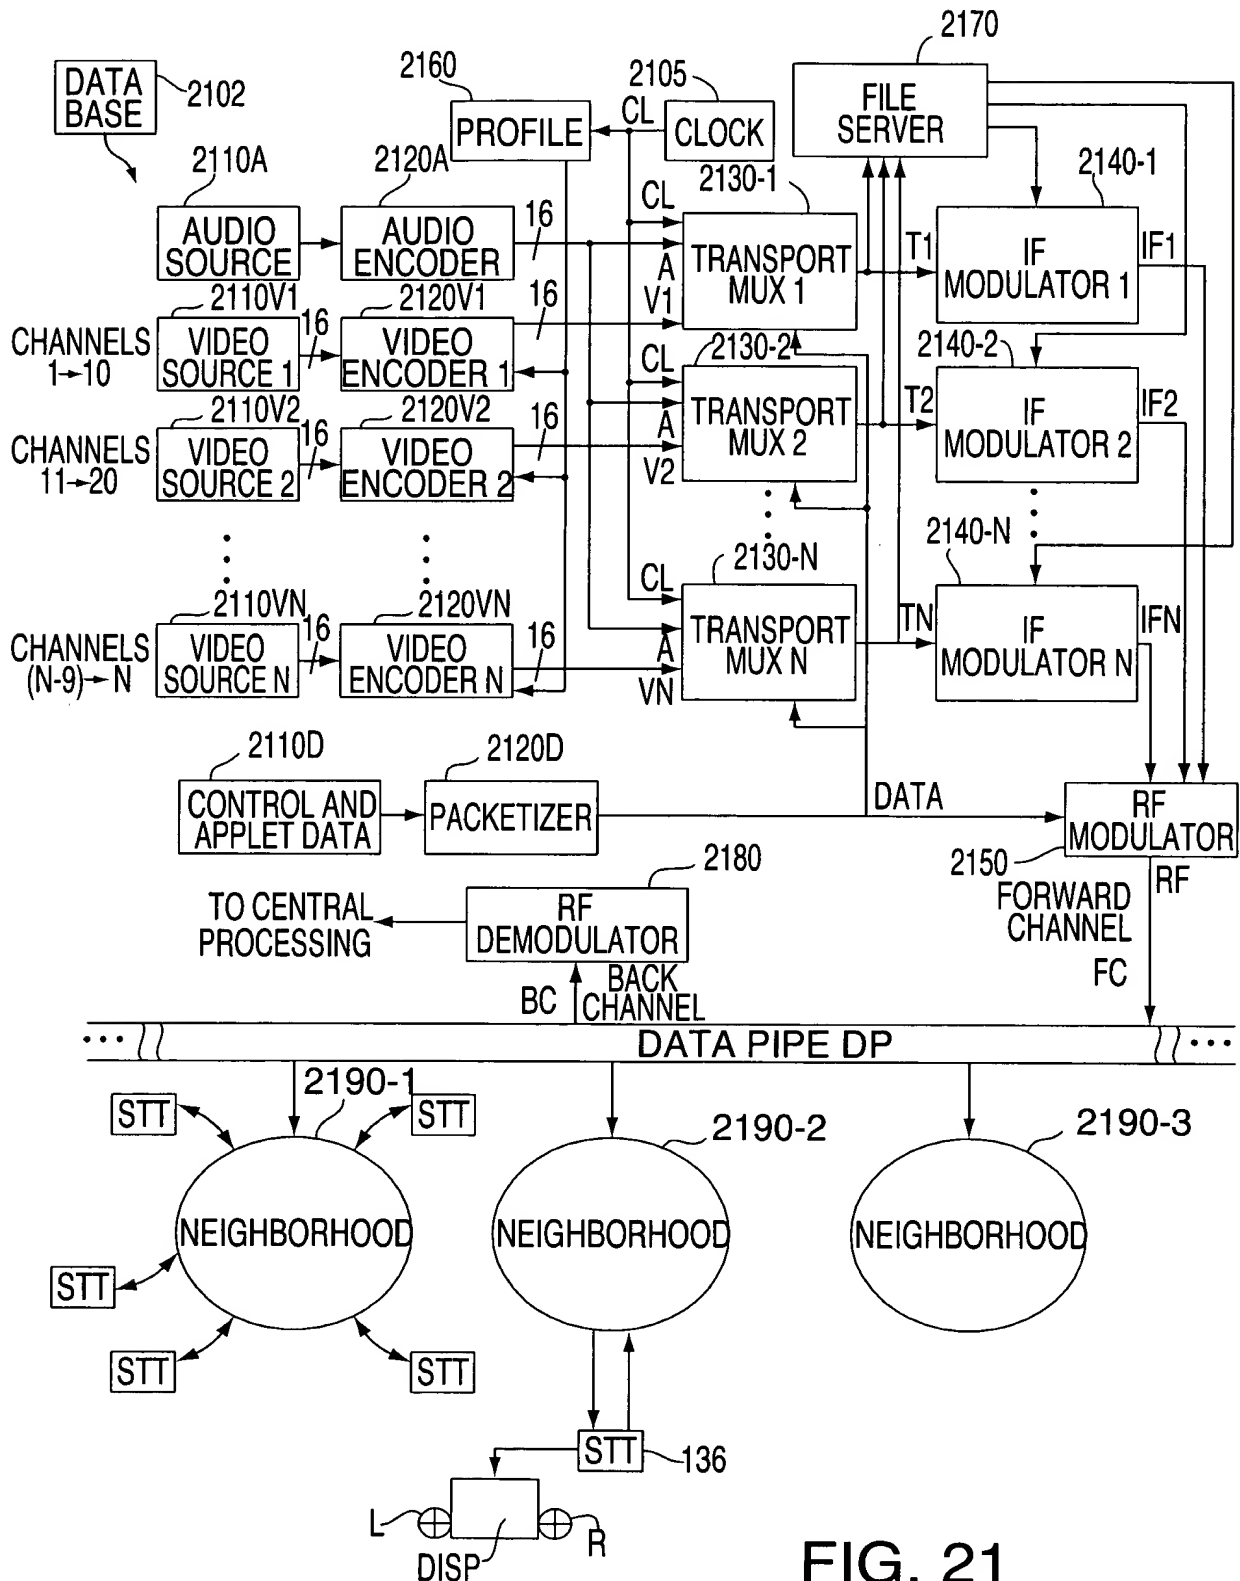 2170
2160
2105
DATA
BASE
2102
CL
FILE
SERVER
PROFILE
CLOCK
2110A
2120A
2130-1
2140-1
16
CL
AUDIO
SOURCE
AUDIO
ENCODER
TRANSPORT
MUX 1
T1
IF
MODULATOR 1
IF1
A
V1
2110V1
2120V1
16
CHANNELS
1→10
16
VIDEO
SOURCE 1
VIDEO
ENCODER 1
2130-2
2140-2
CL
2110V2
2120V2
16
TRANSPORT
MUX 2
T2
IF
MODULATOR 2
IF2
A
V2
CHANNELS
11→20
16
VIDEO
SOURCE 2
VIDEO
ENCODER 2
2130-N
2140-N
CL
2110VN
2120VN
16
TRANSPORT
MUX N
TN
IF
MODULATOR N
IFN
A
VN
CHANNELS
(N-9)→N
16
VIDEO
SOURCE N
VIDEO
ENCODER N
2110D
2120D
CONTROL AND
APPLET DATA
PACKETIZER
DATA
RF
MODULATOR
2150
RF
2180
FORWARD
CHANNEL
FC
TO CENTRAL
PROCESSING
RF
DEMODULATOR
BC
BACK
CHANNEL
DATA PIPE DP
2190-1
STT
STT
2190-2
2190-3
NEIGHBORHOOD
NEIGHBORHOOD
NEIGHBORHOOD
STT
STT
STT
STT
136
L
R
DISP
FIG. 21